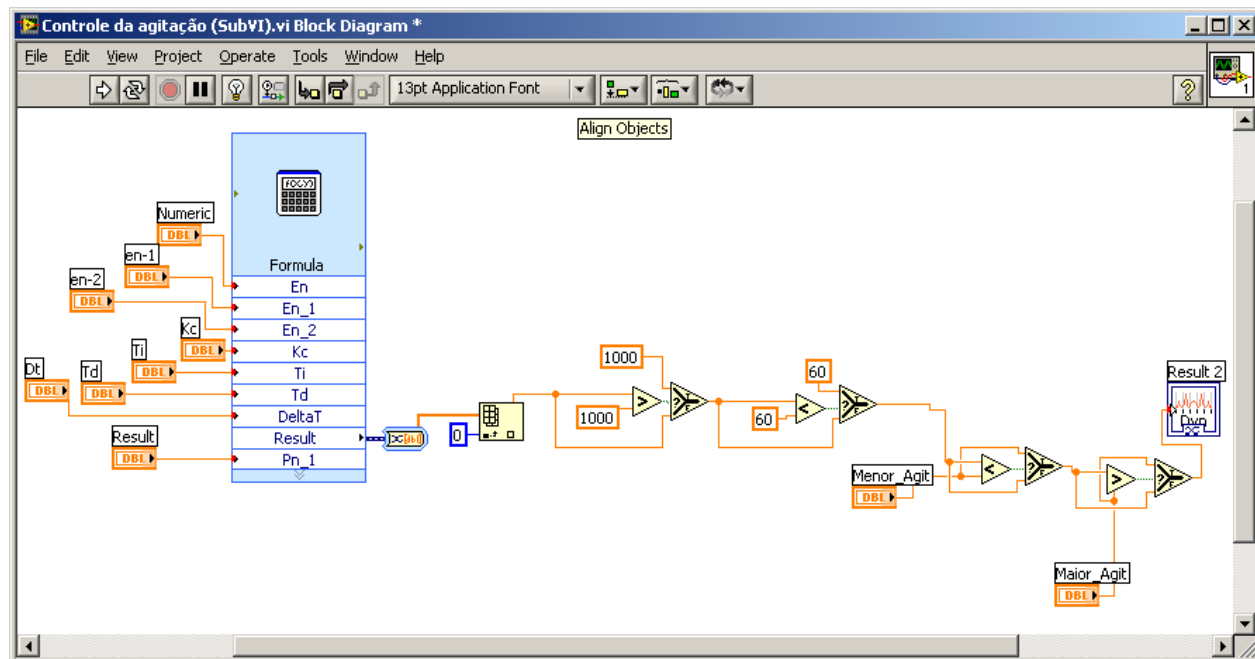 Controle da agitação (SubVI).vi Block Diagram *
File Edit View Project Operate Tools Window Help
13pt Application Font
1
Align Objects
Numeric
DBL
en-1
DBL
en-2
DBL
Kc
DBL
Ti
DBL
Dt
DBL
Td
DBL
Result
DBL
f(x,y)
Formula
En
En_1
En_2
Kc
Ti
Td
DeltaT
Result
Pn_1
0
1000
1000
>
?
T
F
60
60
<
?
T
F
Menor_Agit
DBL
<
?
T
F
>
?
T
F
Maior_Agit
DBL
Result 2